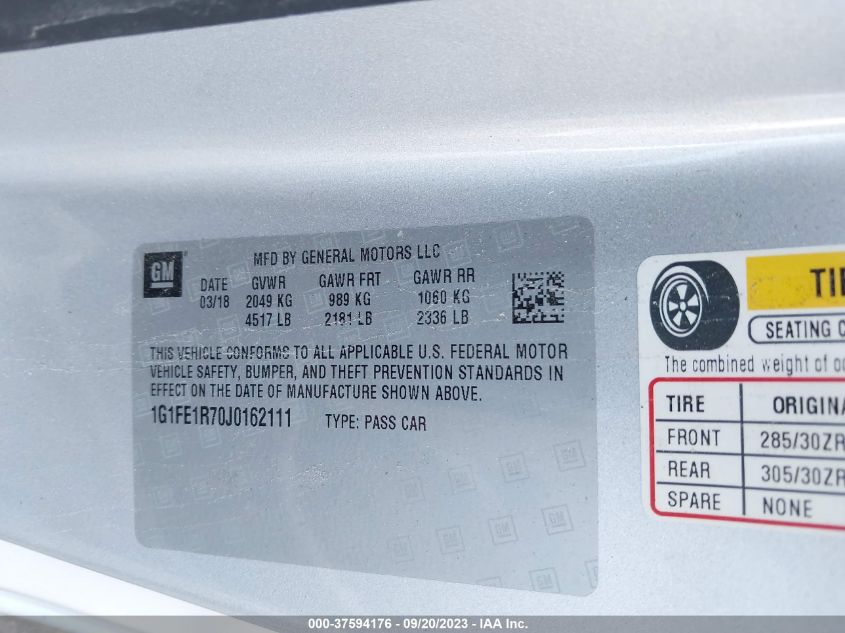 GM
MFD BY GENERAL MOTORS LLC
DATE GVWR GAWR FRT GAWR RR
03/18 2049 KG 989 KG 1060 KG
4517 LB 2181 LB 2336 LB
THIS VEHICLE CONFORMS TO ALL APPLICABLE U.S. FEDERAL MOTOR
VEHICLE SAFETY, BUMPER, AND THEFT PREVENTION STANDARDS IN
EFFECT ON THE DATE OF MANUFACTURE SHOWN ABOVE.
1G1FE1R70J0162111 TYPE: PASS CAR
TI
SEATING C
The combined weight of oc
TIRE ORIGINA
FRONT 285/30ZR
REAR 305/30ZR
SPARE NONE
000-37594176 - 09/20/2023 - IAA Inc.